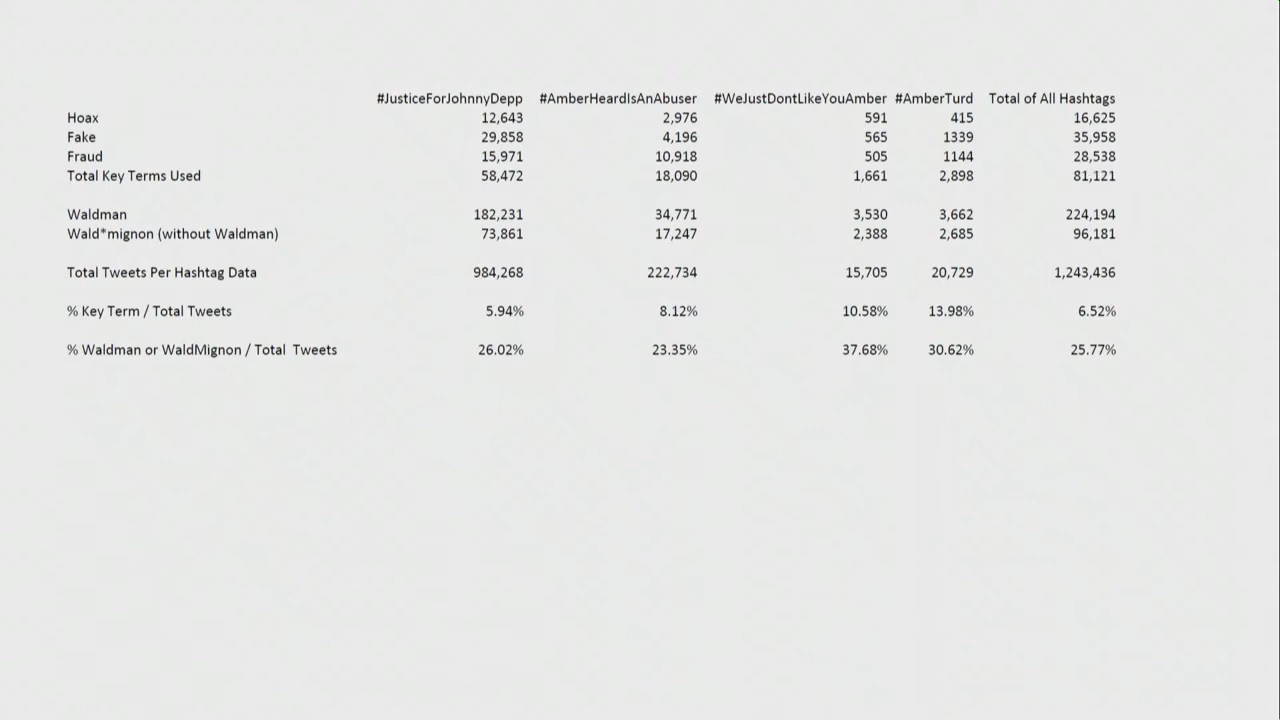 #JusticeForJohnnyDepp #AmberHeardIsAnAbuser #WeJustDontLikeYouAmber #AmberTurd Total of All Hashtags
Hoax 12,643 2,976 591 415 16,625
Fake 29,858 4,196 565 1339 35,958
Fraud 15,971 10,918 505 1144 28,538
Total Key Terms Used 58,472 18,090 1,661 2,898 81,121
Waldman 182,231 34,771 3,530 3,662 224,194
Wald*mignon (without Waldman) 73,861 17,247 2,388 2,685 96,181
Total Tweets Per Hashtag Data 984,268 222,734 15,705 20,729 1,243,436
% Key Term / Total Tweets 5.94% 8.12% 10.58% 13.98% 6.52%
% Waldman or WaldMignon / Total Tweets 26.02% 23.35% 37.68% 30.62% 25.77%